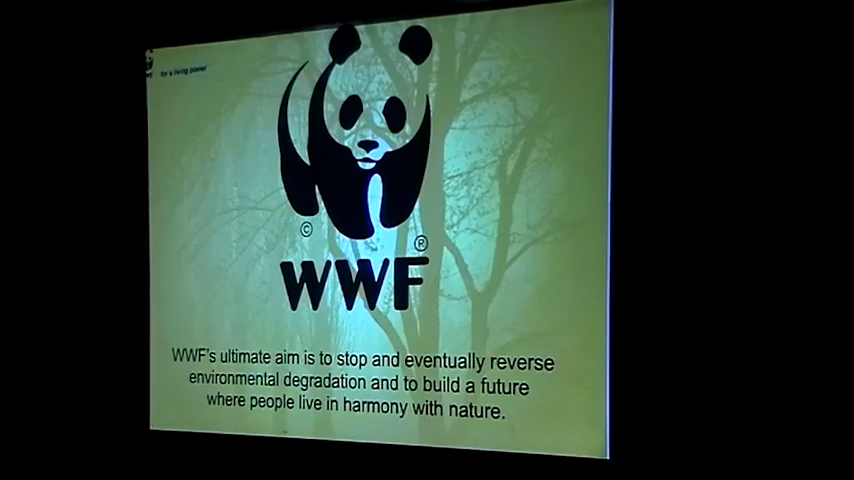 for a living planet
©
®
WWF
WWF's ultimate aim is to stop and eventually reverse
environmental degradation and to build a future
where people live in harmony with nature.